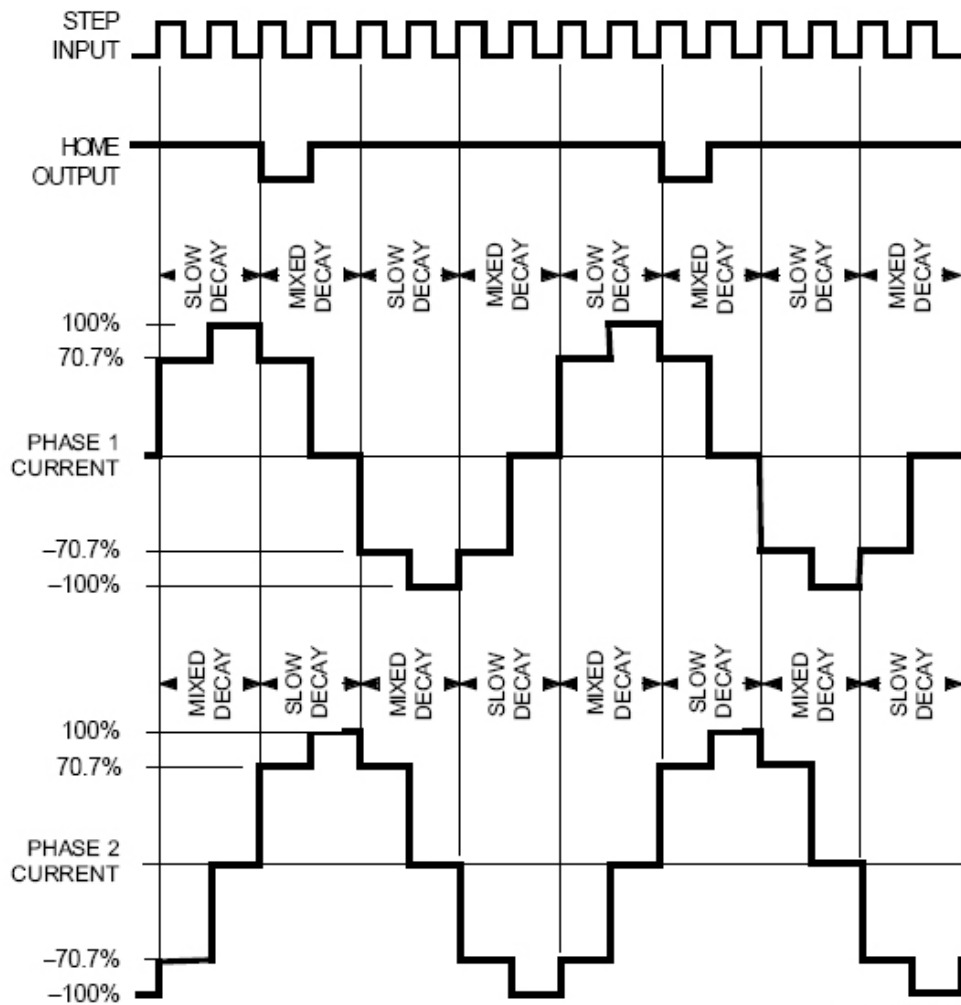 STEP
INPUT
HOME
OUTPUT
SLOW
DECAY
MIXED
DECAY
SLOW
DECAY
MIXED
DECAY
SLOW
DECAY
MIXED
DECAY
SLOW
DECAY
MIXED
DECAY
100%
70.7%
PHASE 1
CURRENT
–70.7%
–100%
MIXED
DECAY
SLOW
DECAY
MIXED
DECAY
SLOW
DECAY
MIXED
DECAY
SLOW
DECAY
MIXED
DECAY
SLOW
DECAY
100%
70.7%
PHASE 2
CURRENT
–70.7%
–100%